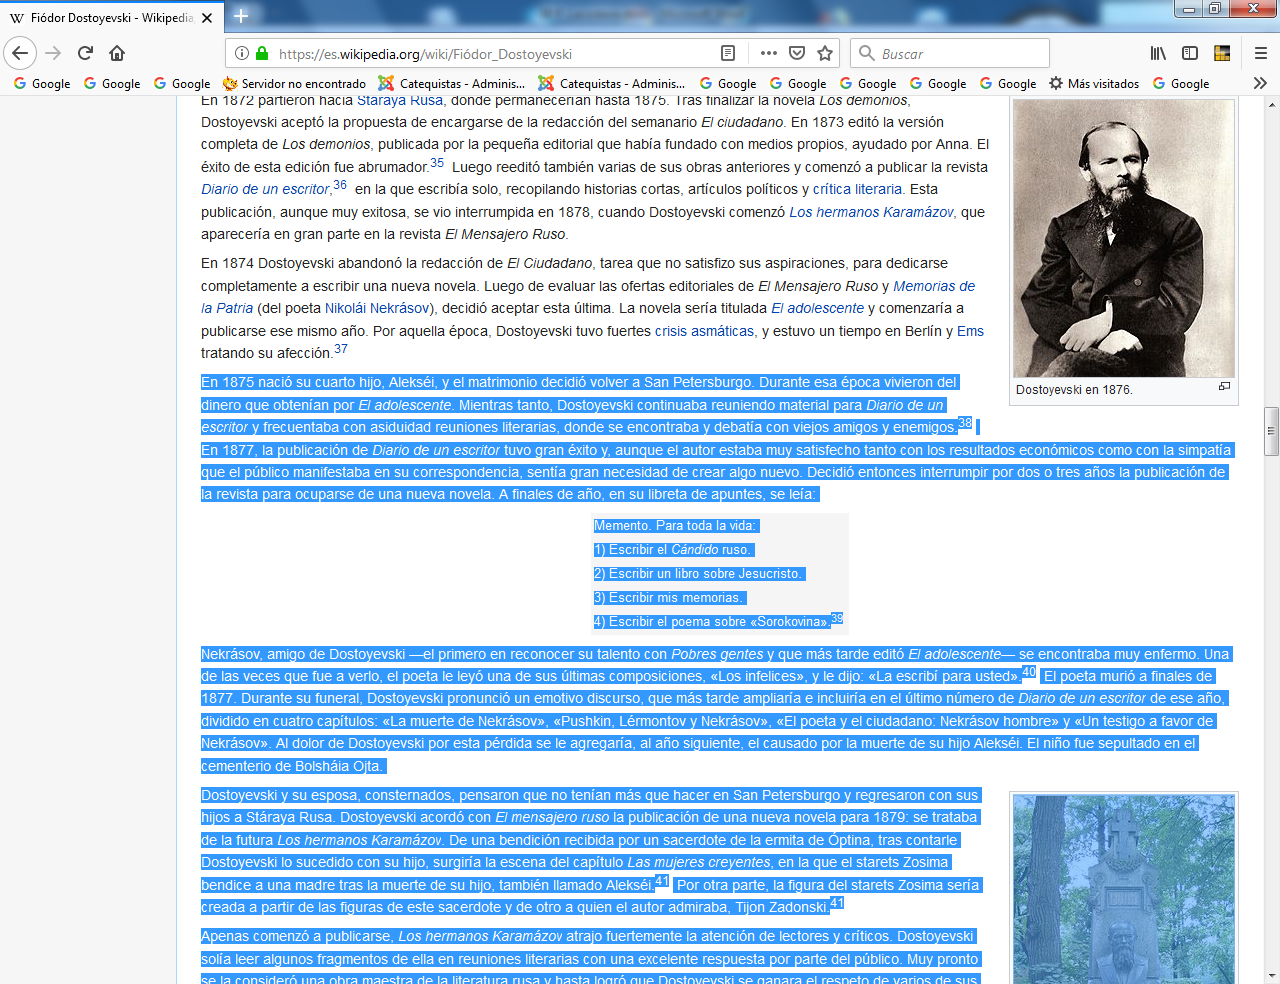 Fiódor Dostoyevski - Wikipedia
https://es.wikipedia.org/wiki/Fiódor_Dostoyevski
Buscar
Google
Google
Google
Servidor no encontrado
Catequistas - Adminis...
Catequistas - Adminis...
Google
Google
Google
Google
Google
Más visitados
Google
En 1872 partieron hacia Stáraya Rusa, donde permanecerían hasta 1875. Tras finalizar la novela Los demonios,
Dostoyevski aceptó la propuesta de encargarse de la redacción del semanario El ciudadano. En 1873 editó la versión
completa de Los demonios, publicada por la pequeña editorial que había fundado con medios propios, ayudado por Anna. El
éxito de esta edición fue abrumador.35 Luego reeditó también varias de sus obras anteriores y comenzó a publicar la revista
Diario de un escritor,36 en la que escribía solo, recopilando historias cortas, artículos políticos y crítica literaria. Esta
publicación, aunque muy exitosa, se vio interrumpida en 1878, cuando Dostoyevski comenzó Los hermanos Karamázov, que
aparecería en gran parte en la revista El Mensajero Ruso.
En 1874 Dostoyevski abandonó la redacción de El Ciudadano, tarea que no satisfizo sus aspiraciones, para dedicarse
completamente a escribir una nueva novela. Luego de evaluar las ofertas editoriales de El Mensajero Ruso y Memorias de
la Patria (del poeta Nikolái Nekrásov), decidió aceptar esta última. La novela sería titulada El adolescente y comenzaría a
publicarse ese mismo año. Por aquella época, Dostoyevski tuvo fuertes crisis asmáticas, y estuvo un tiempo en Berlín y Ems
tratando su afección.37
Dostoyevski en 1876.
En 1875 nació su cuarto hijo, Alekséi, y el matrimonio decidió volver a San Petersburgo. Durante esa época vivieron del
dinero que obtenían por El adolescente. Mientras tanto, Dostoyevski continuaba reuniendo material para Diario de un
escritor y frecuentaba con asiduidad reuniones literarias, donde se encontraba y debatía con viejos amigos y enemigos.38
En 1877, la publicación de Diario de un escritor tuvo gran éxito y, aunque el autor estaba muy satisfecho tanto con los resultados económicos como con la simpatía
que el público manifestaba en su correspondencia, sentía gran necesidad de crear algo nuevo. Decidió entonces interrumpir por dos o tres años la publicación de
la revista para ocuparse de una nueva novela. A finales de año, en su libreta de apuntes, se leía:
Memento. Para toda la vida:
1) Escribir el Cándido ruso.
2) Escribir un libro sobre Jesucristo.
3) Escribir mis memorias.
4) Escribir el poema sobre «Sorokovina».39
Nekrásov, amigo de Dostoyevski —el primero en reconocer su talento con Pobres gentes y que más tarde editó El adolescente— se encontraba muy enfermo. Una
de las veces que fue a verlo, el poeta le leyó una de sus últimas composiciones, «Los infelices», y le dijo: «La escribí para usted».40 El poeta murió a finales de
1877. Durante su funeral, Dostoyevski pronunció un emotivo discurso, que más tarde ampliaría e incluiría en el último número de Diario de un escritor de ese año,
dividido en cuatro capítulos: «La muerte de Nekrásov», «Pushkin, Lérmontov y Nekrásov», «El poeta y el ciudadano: Nekrásov hombre» y «Un testigo a favor de
Nekrásov». Al dolor de Dostoyevski por esta pérdida se le agregaría, al año siguiente, el causado por la muerte de su hijo Alekséi. El niño fue sepultado en el
cementerio de Bolsháia Ojta.
Dostoyevski y su esposa, consternados, pensaron que no tenían más que hacer en San Petersburgo y regresaron con sus
hijos a Stáraya Rusa. Dostoyevski acordó con El mensajero ruso la publicación de una nueva novela para 1879: se trataba
de la futura Los hermanos Karamázov. De una bendición recibida por un sacerdote de la ermita de Óptina, tras contarle
Dostoyevski lo sucedido con su hijo, surgiría la escena del capítulo Las mujeres creyentes, en la que el starets Zosima
bendice a una madre tras la muerte de su hijo, también llamado Alekséi.41 Por otra parte, la figura del starets Zosima sería
creada a partir de las figuras de este sacerdote y de otro a quien el autor admiraba, Tijon Zadonski.41
Apenas comenzó a publicarse, Los hermanos Karamázov atrajo fuertemente la atención de lectores y críticos. Dostoyevski
solía leer algunos fragmentos de ella en reuniones literarias con una excelente respuesta por parte del público. Muy pronto
se la consideró una obra maestra de la literatura rusa y hasta logró que Dostoyevski se ganara el respeto de varios de sus